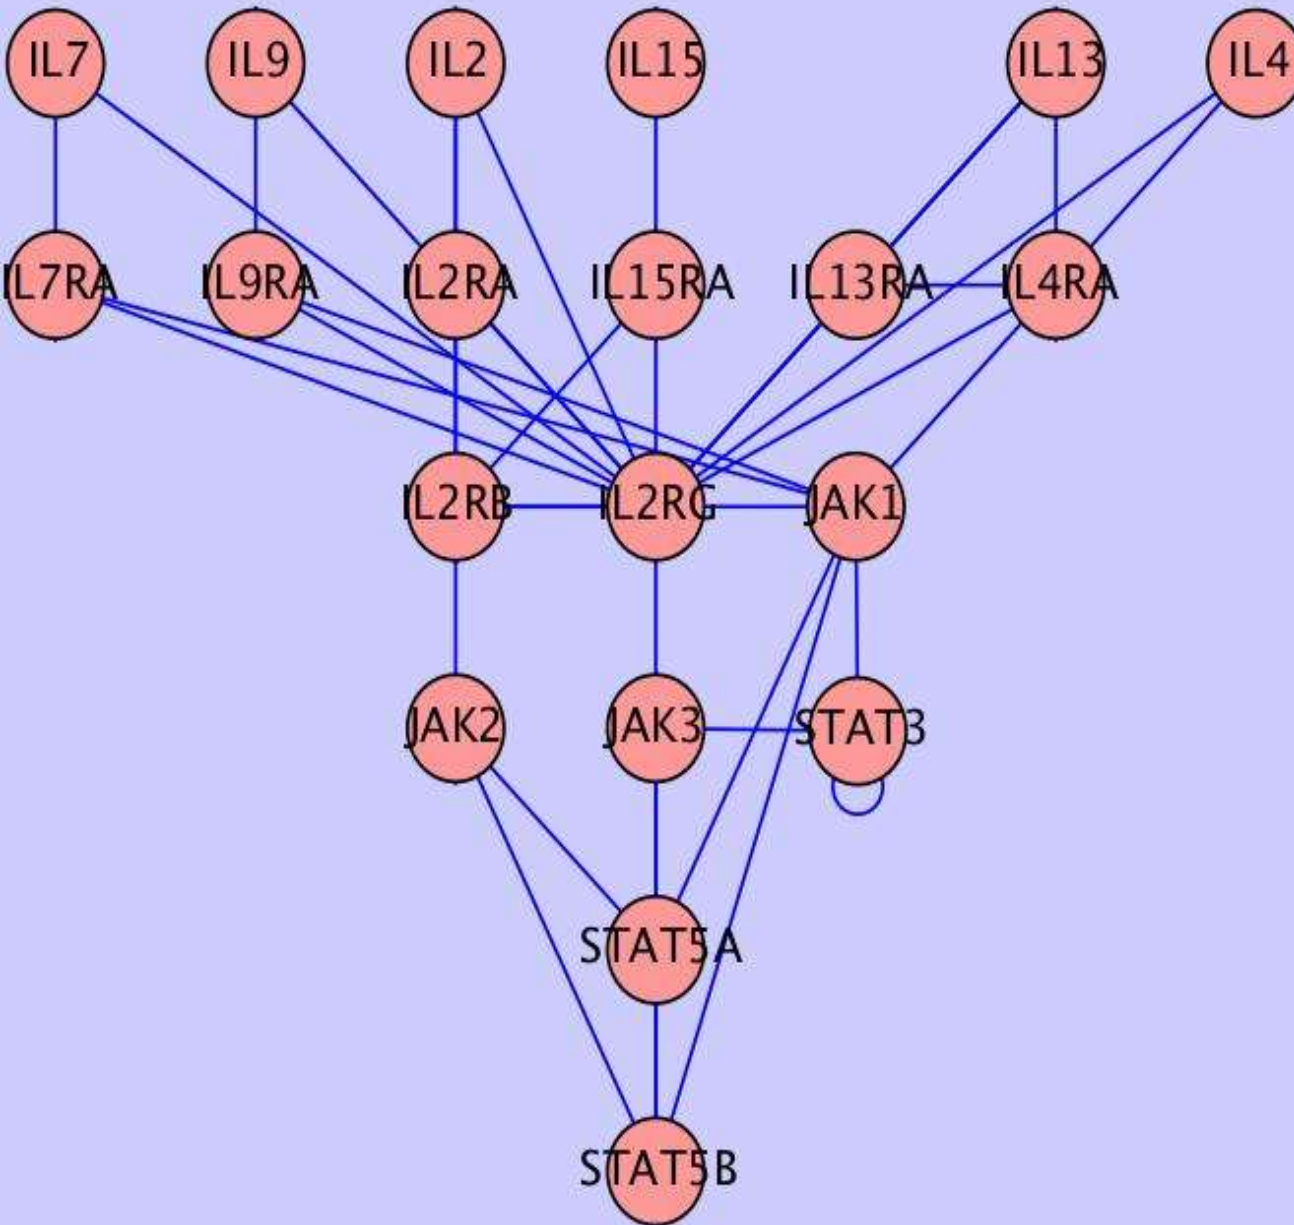 IL7 IL9 IL2 IL15 IL13 IL4
IL7RA IL9RA IL2RA IL15RA IL13RA IL4RA
IL2RB IL2RG JAK1
JAK2 JAK3 STAT3
STAT5A
STAT5B